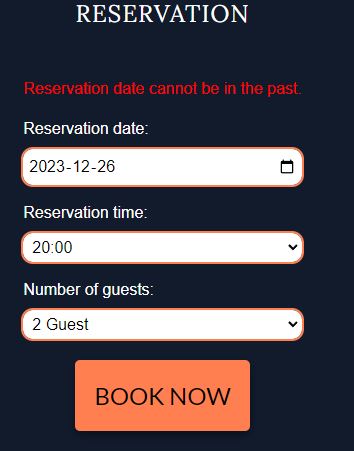 RESERVATION
Reservation date cannot be in the past.
Reservation date:
2023-12-26
Reservation time:
20:00
Number of guests:
2 Guest
BOOK NOW